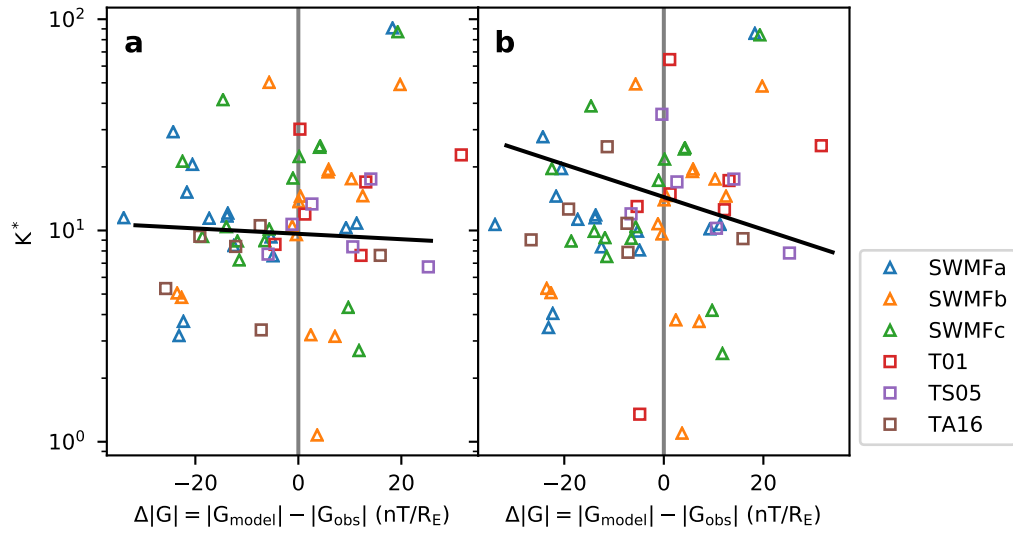 a
b
10²
10¹
10⁰
K*
−20 0 20
−20 0 20
Δ|G| = |G_model| − |G_obs| (nT/R_E)
Δ|G| = |G_model| − |G_obs| (nT/R_E)
SWMFa
SWMFb
SWMFc
T01
TS05
TA16